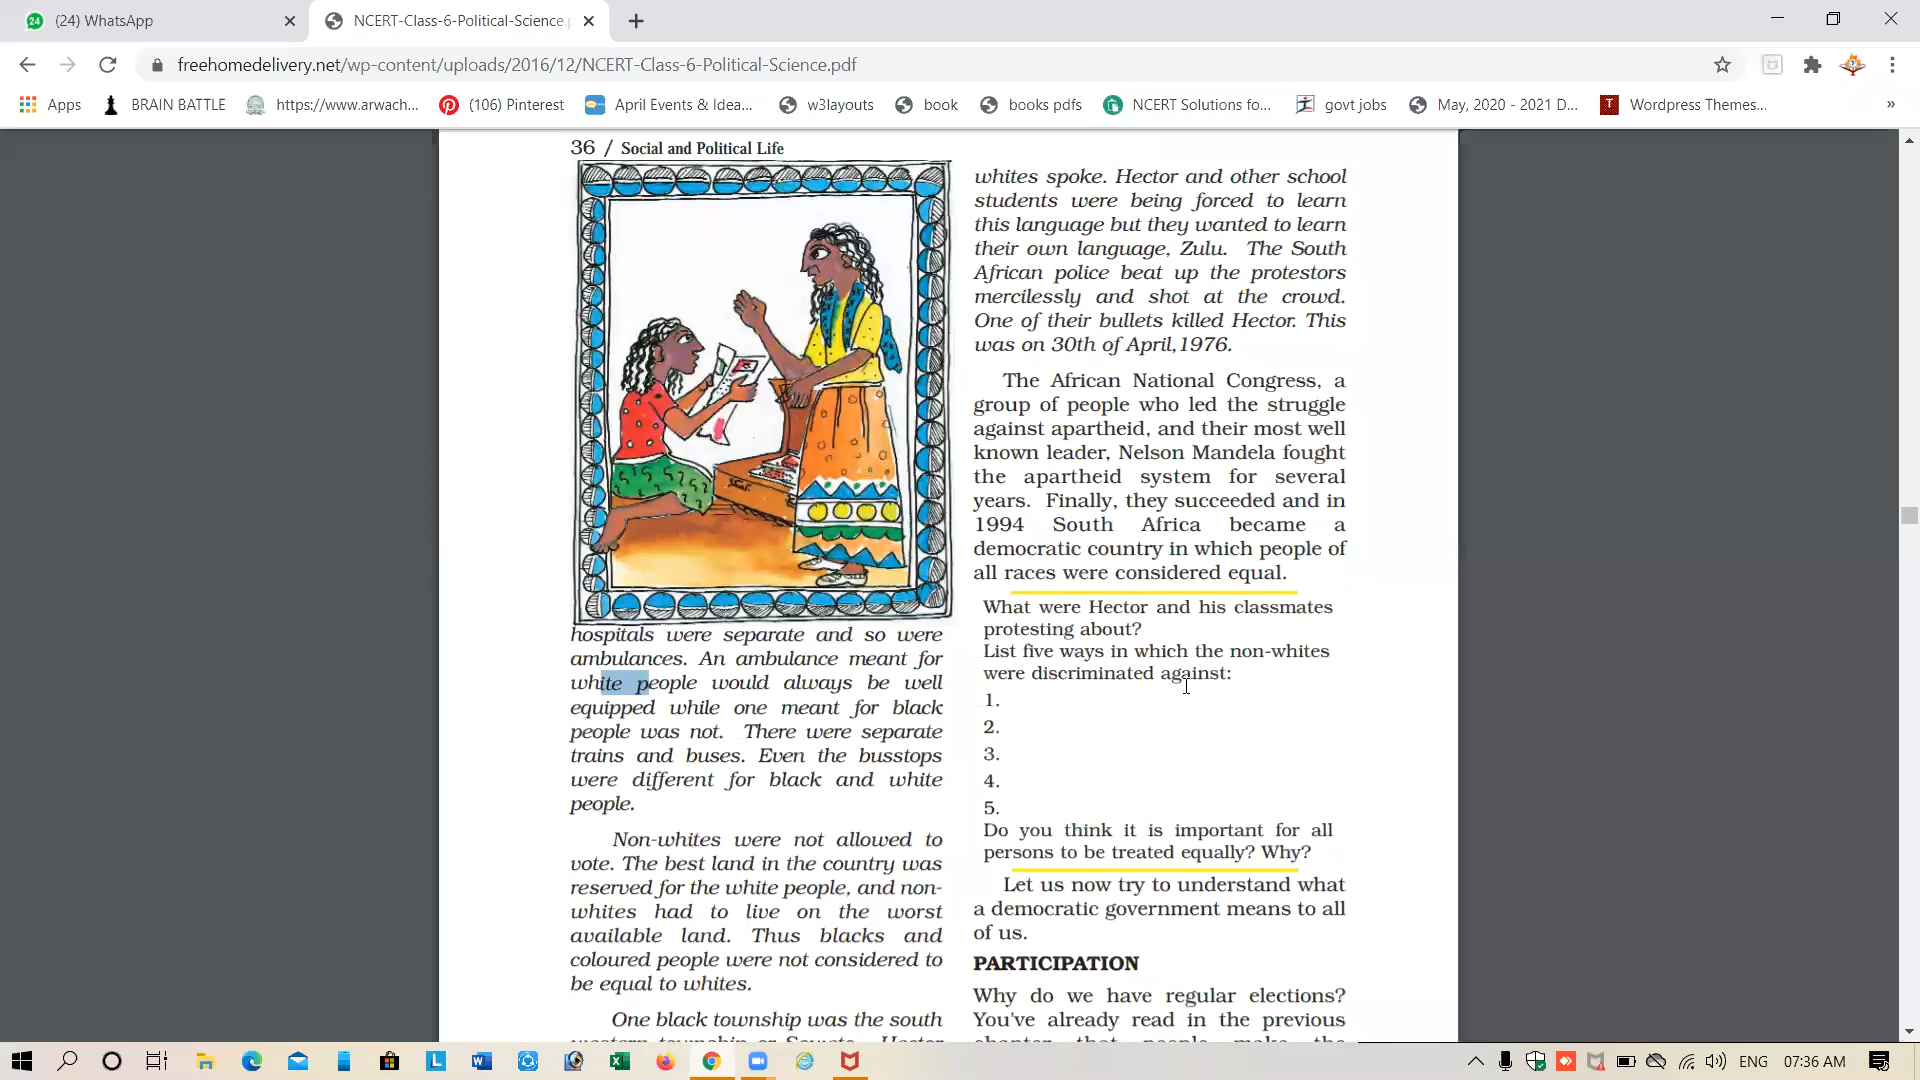 (24) WhatsApp
NCERT-Class-6-Political-Science
freehomedelivery.net/wp-content/uploads/2016/12/NCERT-Class-6-Political-Science.pdf
Apps
BRAIN BATTLE
https://www.arwach...
(106) Pinterest
April Events & Idea...
w3layouts
book
books pdfs
NCERT Solutions fo...
govt jobs
May, 2020 - 2021 D...
Wordpress Themes...
36 / Social and Political Life
hospitals were separate and so were
ambulances. An ambulance meant for
white people would always be well
equipped while one meant for black
people was not. There were separate
trains and buses. Even the busstops
were different for black and white
people.
Non-whites were not allowed to
vote. The best land in the country was
reserved for the white people, and non-
whites had to live on the worst
available land. Thus blacks and
coloured people were not considered to
be equal to whites.
One black township was the south
whites spoke. Hector and other school
students were being forced to learn
this language but they wanted to learn
their own language, Zulu. The South
African police beat up the protestors
mercilessly and shot at the crowd.
One of their bullets killed Hector. This
was on 30th of April,1976.
The African National Congress, a
group of people who led the struggle
against apartheid, and their most well
known leader, Nelson Mandela fought
the apartheid system for several
years. Finally, they succeeded and in
1994 South Africa became a
democratic country in which people of
all races were considered equal.
What were Hector and his classmates
protesting about?
List five ways in which the non-whites
were discriminated against:
1.
2.
3.
4.
5.
Do you think it is important for all
persons to be treated equally? Why?
Let us now try to understand what
a democratic government means to all
of us.
PARTICIPATION
Why do we have regular elections?
You've already read in the previous
ENG
07:36 AM